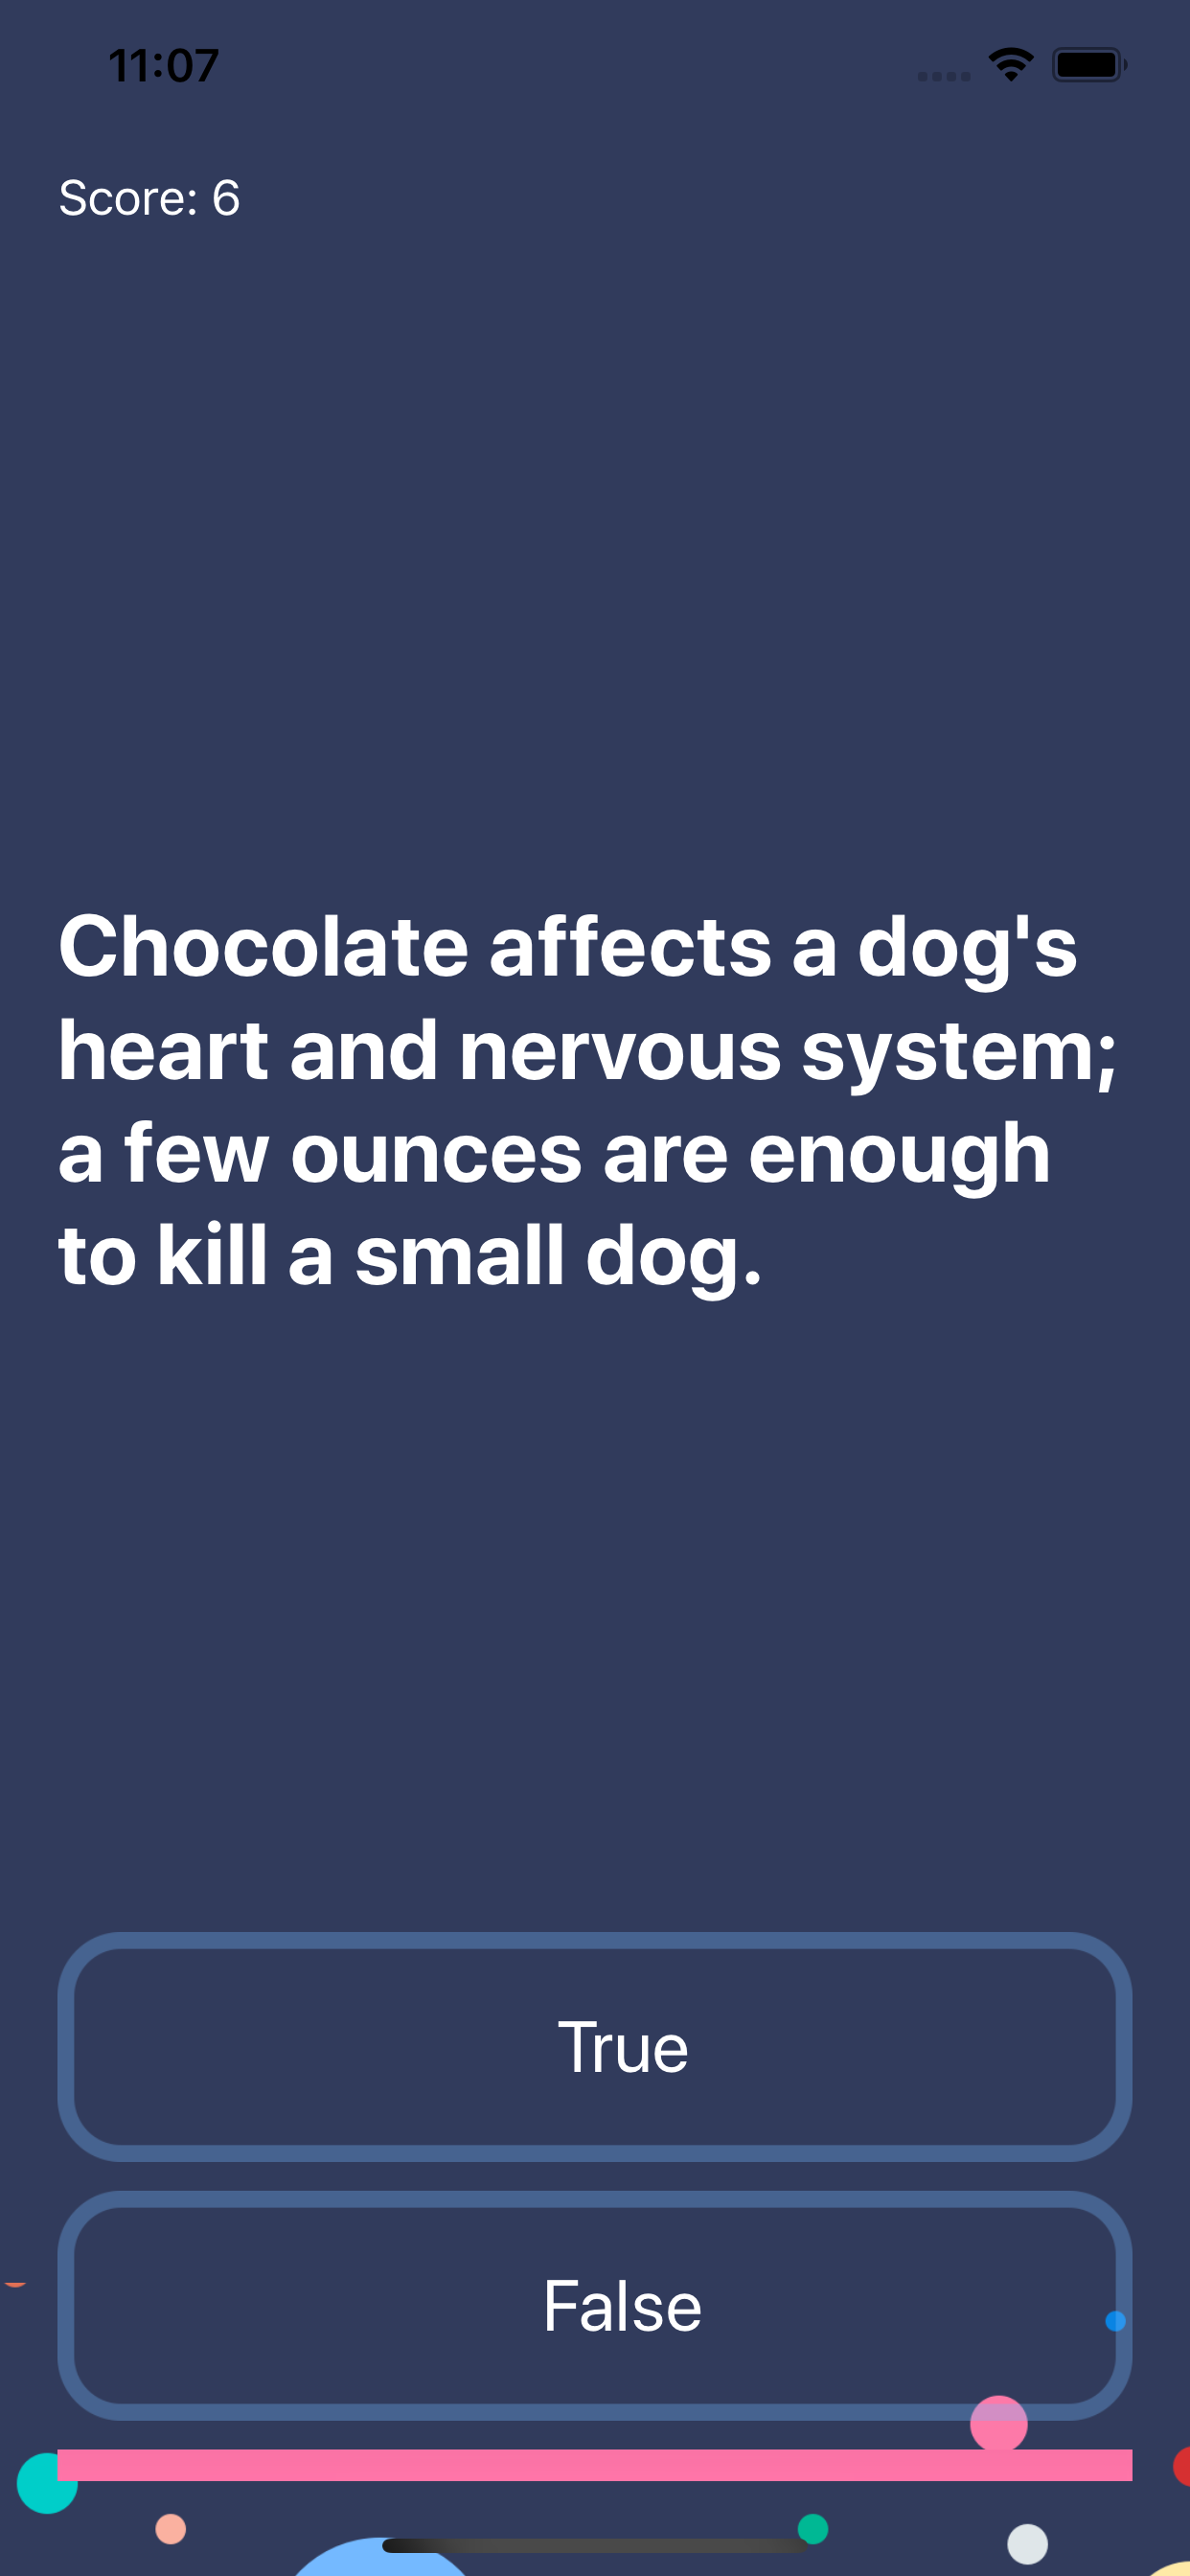 11:07
Score: 6
Chocolate affects a dog's
heart and nervous system;
a few ounces are enough
to kill a small dog.
True
False